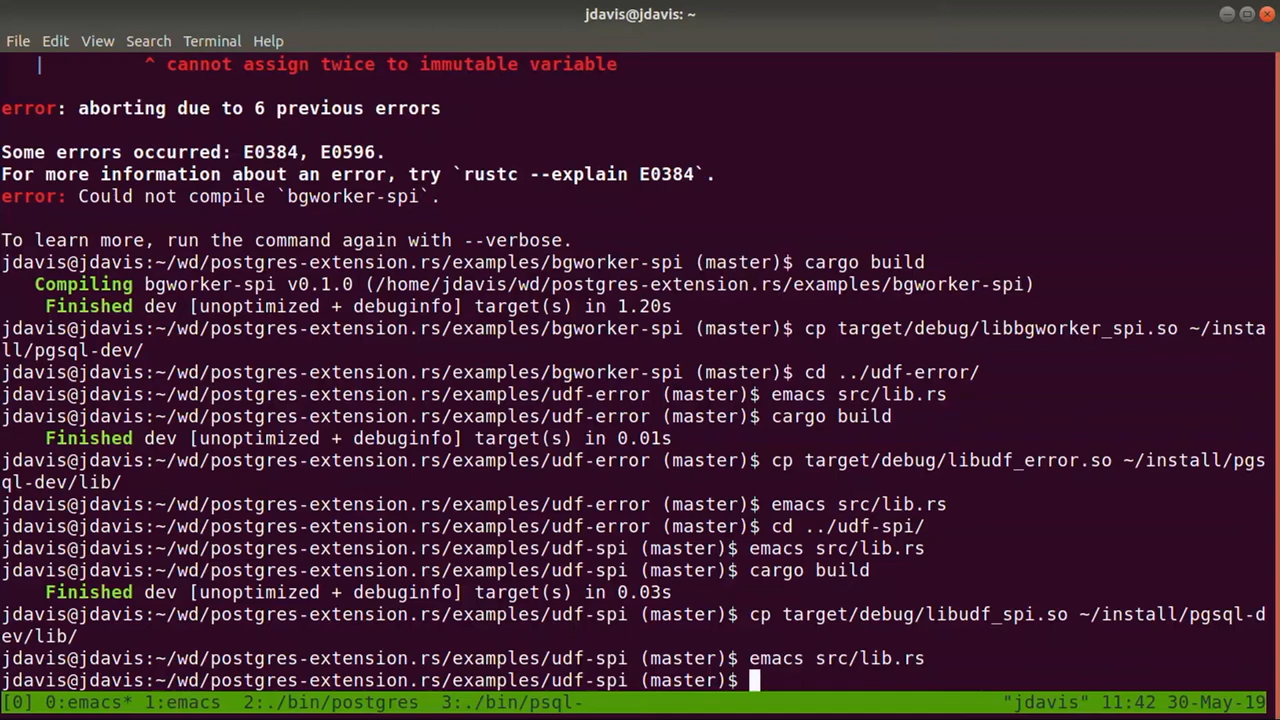 jdavis@jdavis: ~
File Edit View Search Terminal Help
| ^ cannot assign twice to immutable variable
error: aborting due to 6 previous errors
Some errors occurred: E0384, E0596.
For more information about an error, try `rustc --explain E0384`.
error: Could not compile `bgworker-spi`.
To learn more, run the command again with --verbose.
jdavis@jdavis:~/wd/postgres-extension.rs/examples/bgworker-spi (master)$ cargo build
Compiling bgworker-spi v0.1.0 (/home/jdavis/wd/postgres-extension.rs/examples/bgworker-spi)
Finished dev [unoptimized + debuginfo] target(s) in 1.20s
jdavis@jdavis:~/wd/postgres-extension.rs/examples/bgworker-spi (master)$ cp target/debug/libbgworker_spi.so ~/insta
ll/pgsql-dev/
jdavis@jdavis:~/wd/postgres-extension.rs/examples/bgworker-spi (master)$ cd ../udf-error/
jdavis@jdavis:~/wd/postgres-extension.rs/examples/udf-error (master)$ emacs src/lib.rs
jdavis@jdavis:~/wd/postgres-extension.rs/examples/udf-error (master)$ cargo build
Finished dev [unoptimized + debuginfo] target(s) in 0.01s
jdavis@jdavis:~/wd/postgres-extension.rs/examples/udf-error (master)$ cp target/debug/libudf_error.so ~/install/pgs
ql-dev/lib/
jdavis@jdavis:~/wd/postgres-extension.rs/examples/udf-error (master)$ emacs src/lib.rs
jdavis@jdavis:~/wd/postgres-extension.rs/examples/udf-error (master)$ cd ../udf-spi/
jdavis@jdavis:~/wd/postgres-extension.rs/examples/udf-spi (master)$ emacs src/lib.rs
jdavis@jdavis:~/wd/postgres-extension.rs/examples/udf-spi (master)$ cargo build
Finished dev [unoptimized + debuginfo] target(s) in 0.03s
jdavis@jdavis:~/wd/postgres-extension.rs/examples/udf-spi (master)$ cp target/debug/libudf_spi.so ~/install/pgsql-d
ev/lib/
jdavis@jdavis:~/wd/postgres-extension.rs/examples/udf-spi (master)$ emacs src/lib.rs
jdavis@jdavis:~/wd/postgres-extension.rs/examples/udf-spi (master)$
[0] 0:emacs* 1:emacs 2:./bin/postgres 3:./bin/psql- "jdavis" 11:42 30-May-19